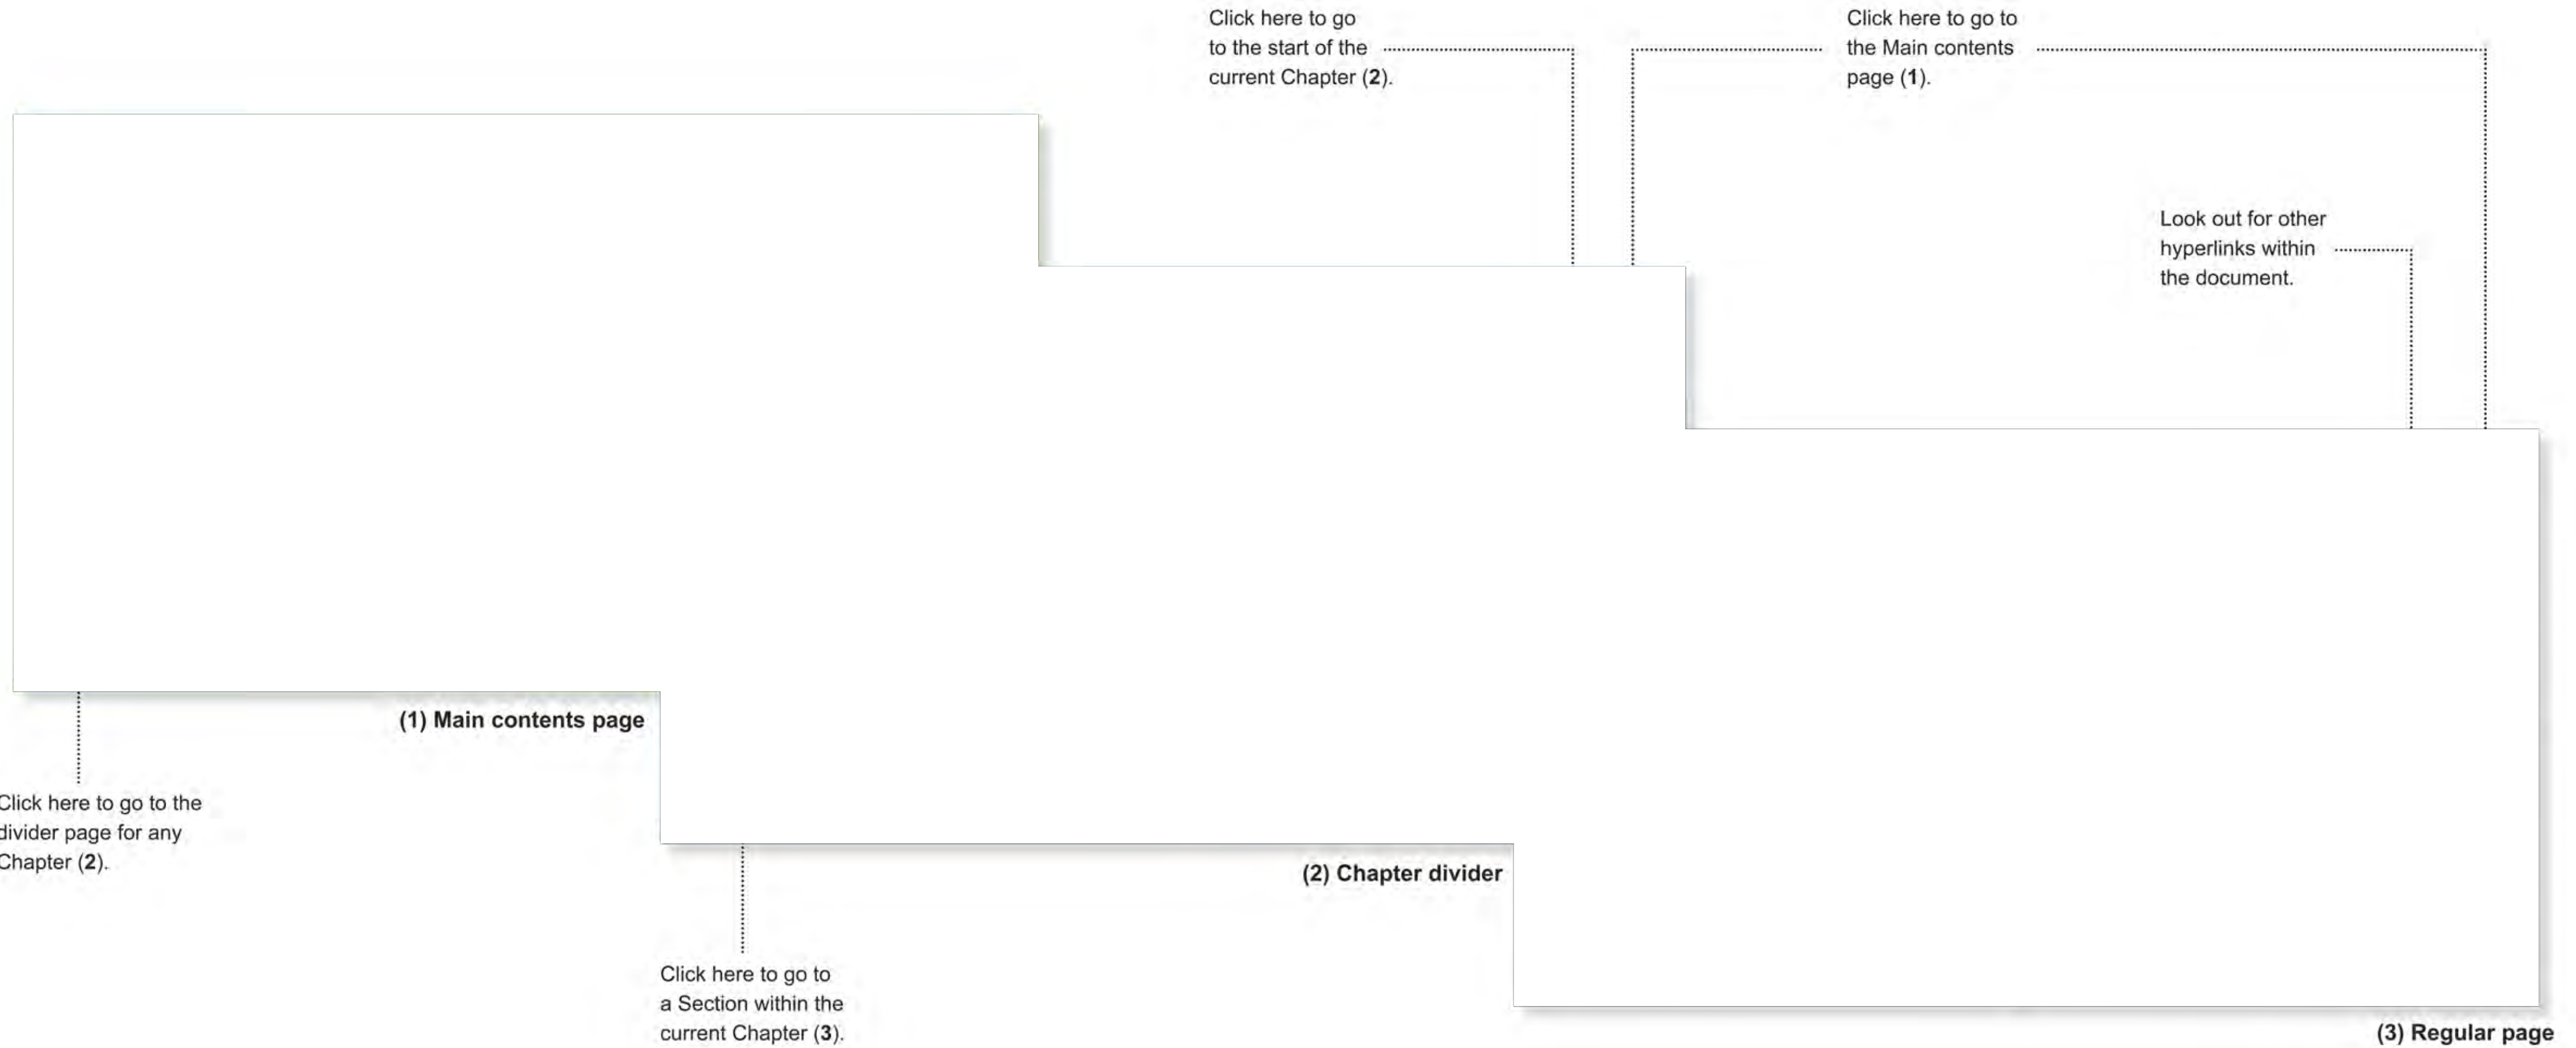 Click here to go
to the start of the
current Chapter (2).
Click here to go to
the Main contents
page (1).
Look out for other
hyperlinks within
the document.
(1) Main contents page
Click here to go to the
divider page for any
Chapter (2).
(2) Chapter divider
Click here to go to
a Section within the
current Chapter (3).
(3) Regular page